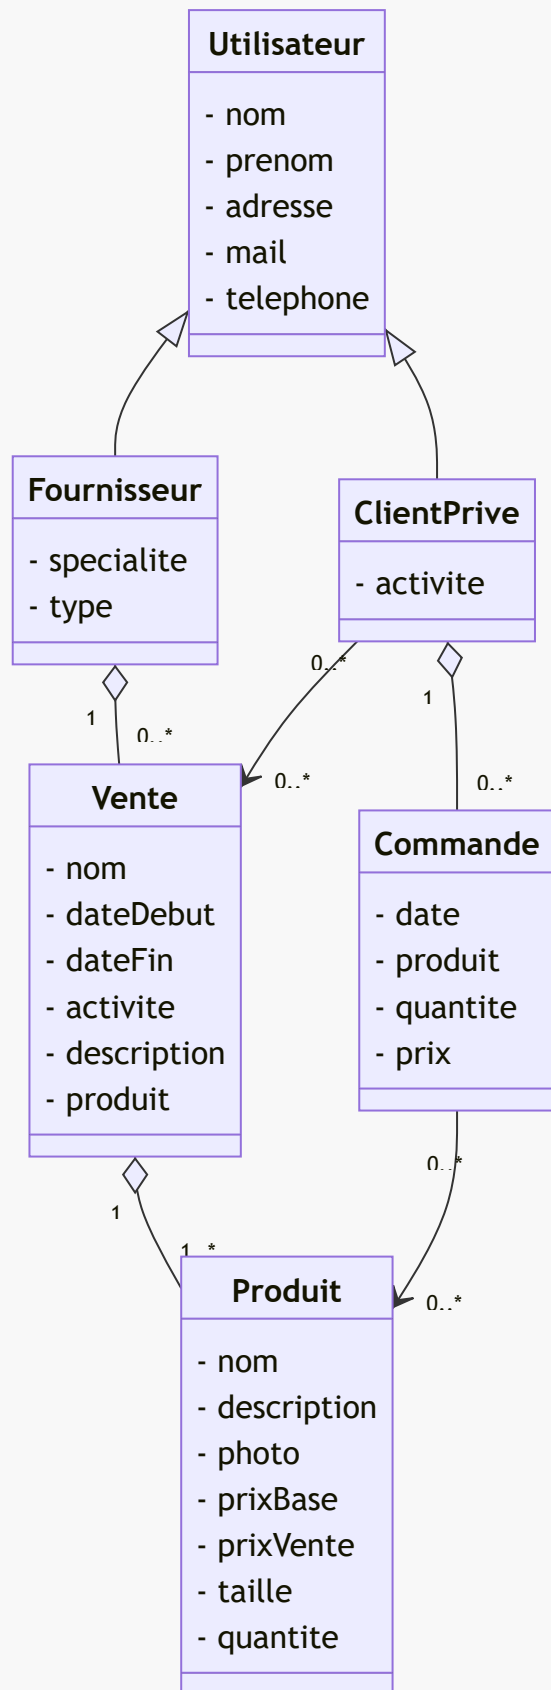 Utilisateur
- nom
- prenom
- adresse
- mail
- telephone
Fournisseur
- specialite
- type
ClientPrive
- activite
1
0..*
0..*
0..*
1
0..*
Vente
- nom
- dateDebut
- dateFin
- activite
- description
- produit
Commande
- date
- produit
- quantite
- prix
1
1..*
0..*
0..*
Produit
- nom
- description
- photo
- prixBase
- prixVente
- taille
- quantite